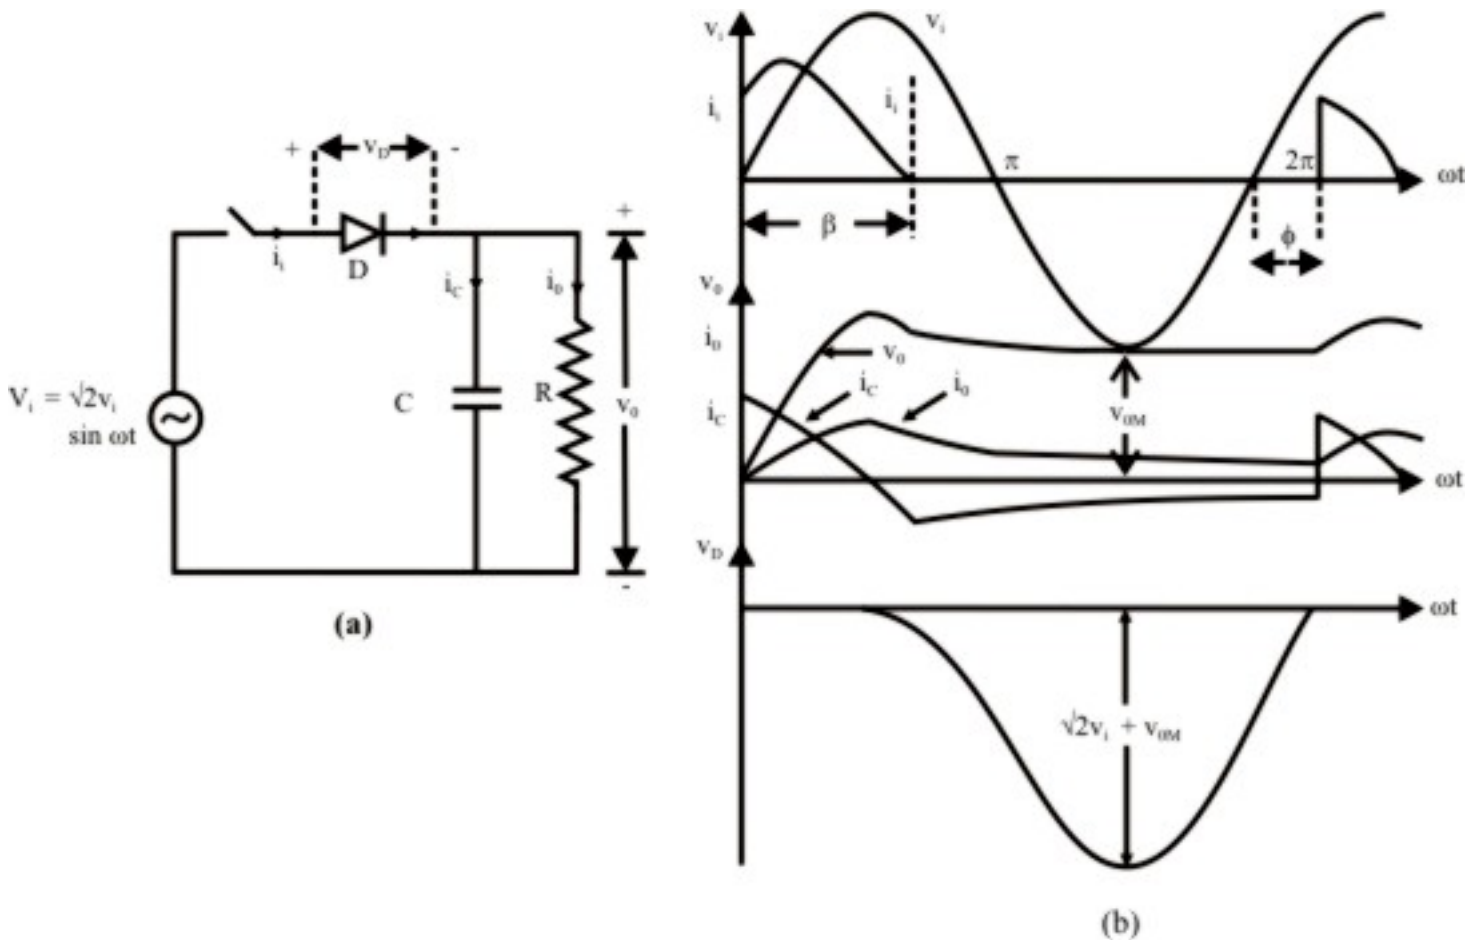 + v_D -
i_i
D
i_C
i_0
+
V_i = √2v_i
sin ωt
C
R
v_0
-
(a)
v_i
v_i
i_i
i_i
π
2π
ωt
β
ϕ
v_0
i_0
v_0
i_C
i_0
i_C
v_0M
ωt
v_D
ωt
√2v_i + v_0M
(b)